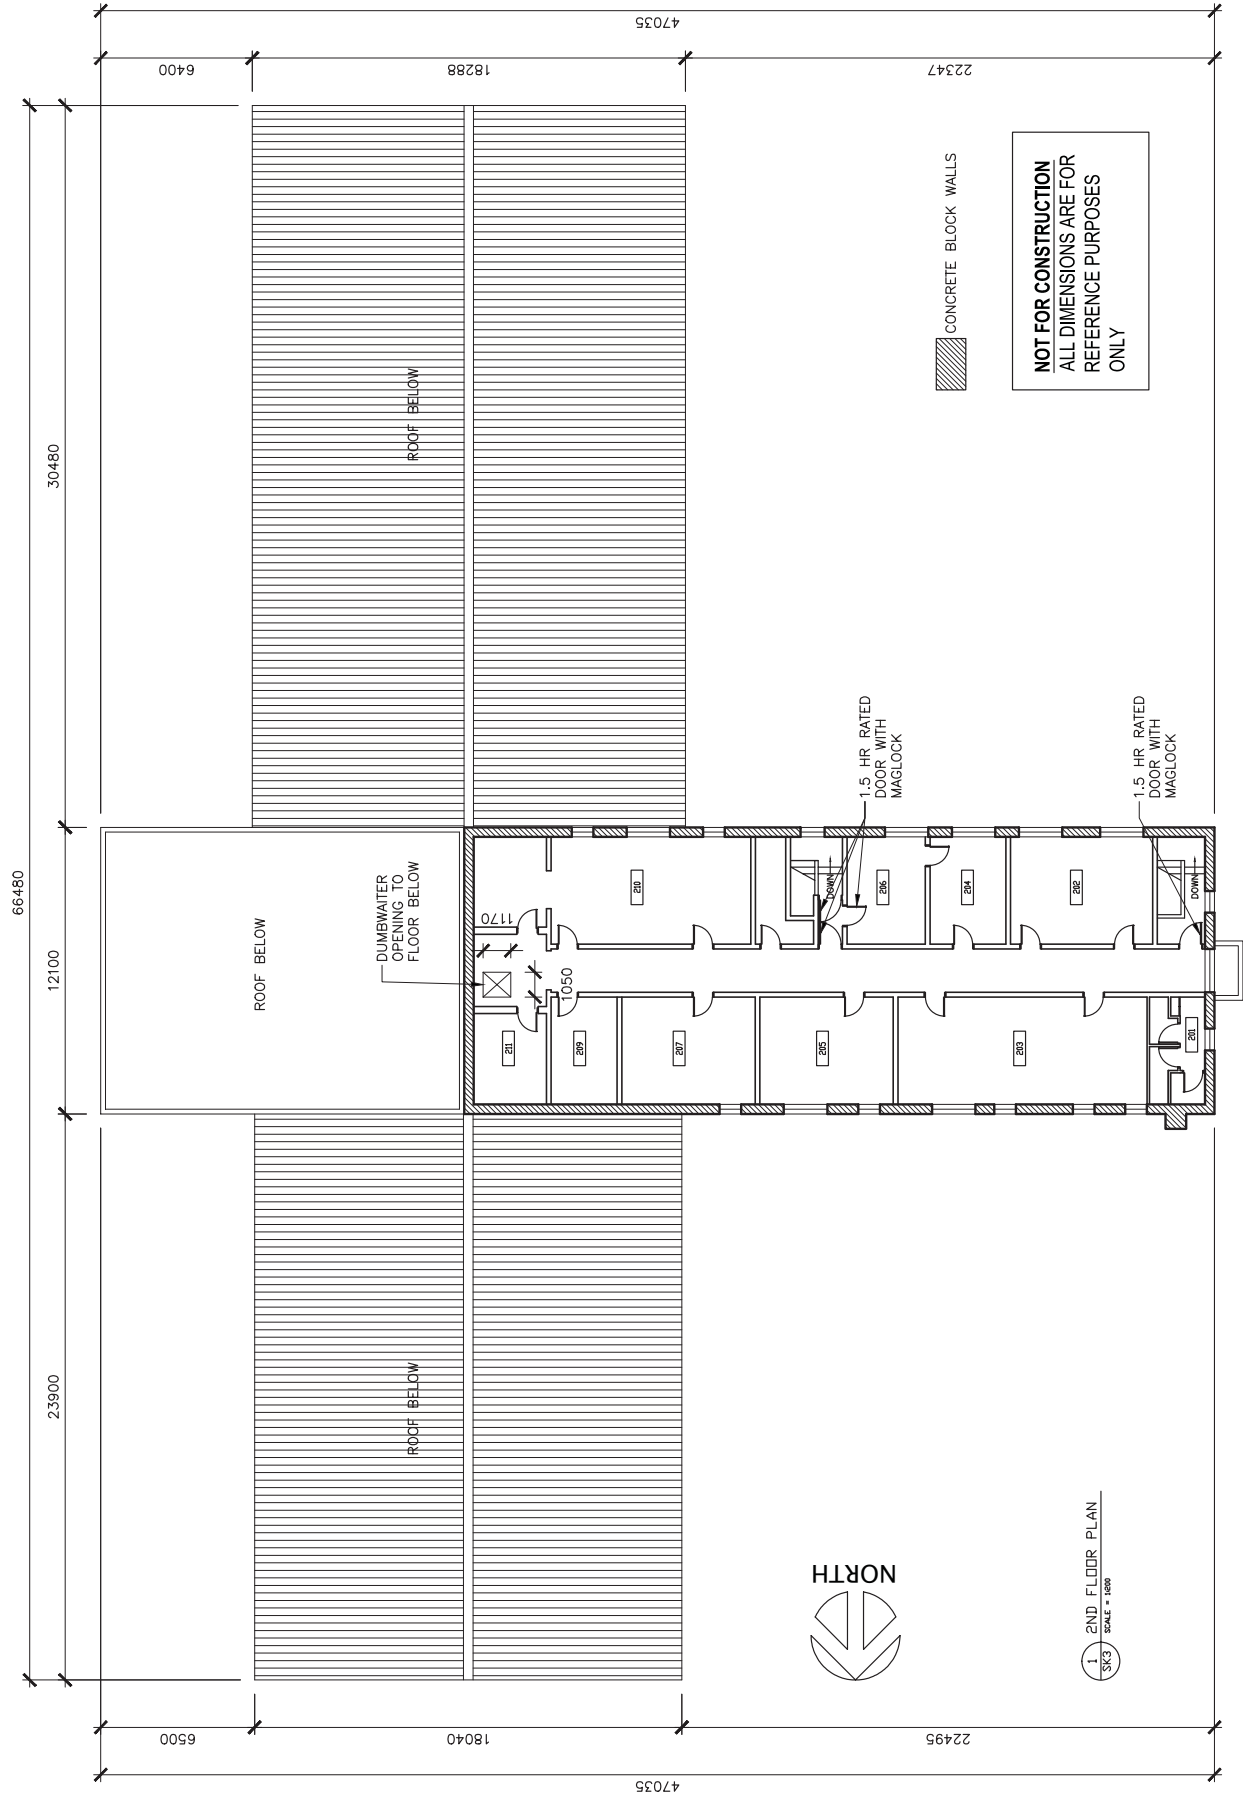 66480
23900
12100
30480
47035
6500
18040
22495
47035
6400
18288
22347
ROOF BELOW
ROOF BELOW
ROOF BELOW
DUMBWAITER
OPENING TO
FLOOR BELOW
1170
1050
211
209
207
205
203
201
210
206
204
202
DOWN
DOWN
1.5 HR RATED
DOOR WITH
MAGLOCK
1.5 HR RATED
DOOR WITH
MAGLOCK
CONCRETE BLOCK WALLS
NOT FOR CONSTRUCTION
ALL DIMENSIONS ARE FOR
REFERENCE PURPOSES
ONLY
NORTH
1
SK3
2ND FLOOR PLAN
SCALE = 1:200